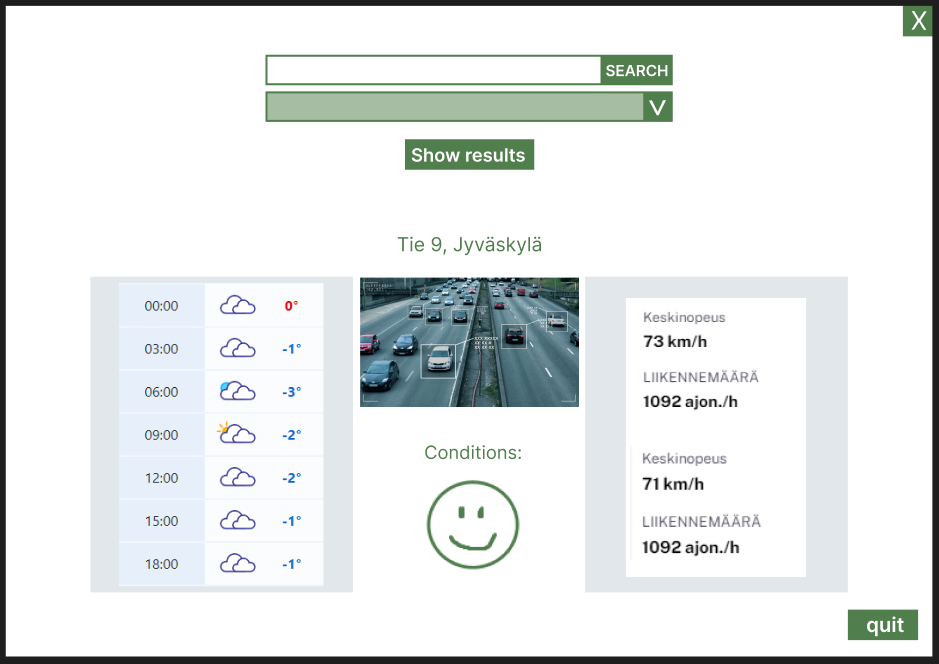 X
SEARCH
V
Show results
Tie 9, Jyväskylä
00:00 0°
03:00 -1°
06:00 -3°
09:00 -2°
12:00 -2°
15:00 -1°
18:00 -1°
Conditions:
Keskinopeus
73 km/h
LIIKENNEMÄÄRÄ
1092 ajon./h
Keskinopeus
71 km/h
LIIKENNEMÄÄRÄ
1092 ajon./h
quit